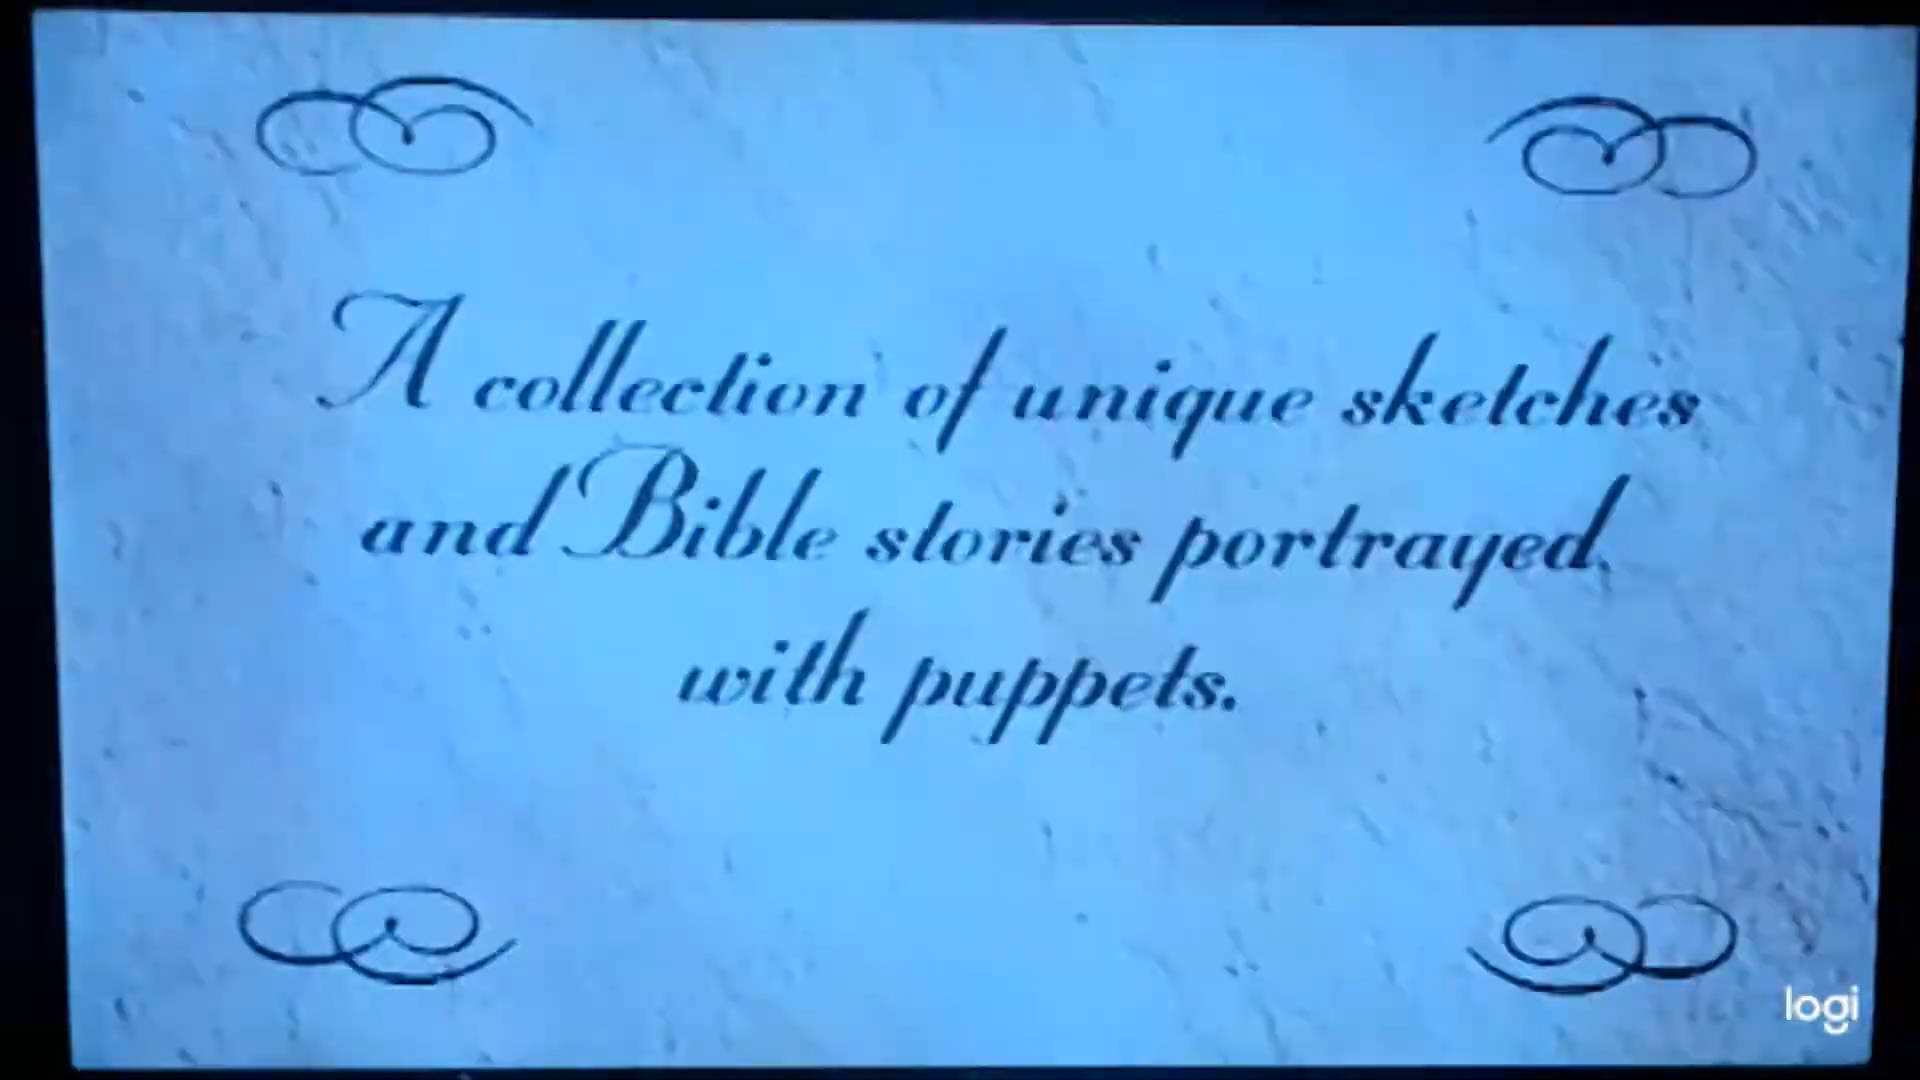 A collection of unique sketches
and Bible stories portrayed
with puppets.
logi